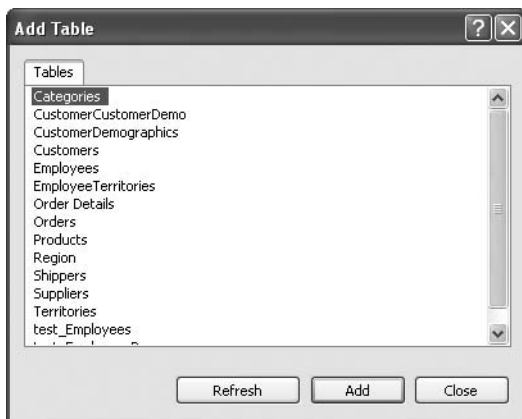 Add Table
Tables
Categories
CustomerCustomerDemo
CustomerDemographics
Customers
Employees
EmployeeTerritories
Order Details
Orders
Products
Region
Shippers
Suppliers
Territories
test_Employees
Refresh Add Close